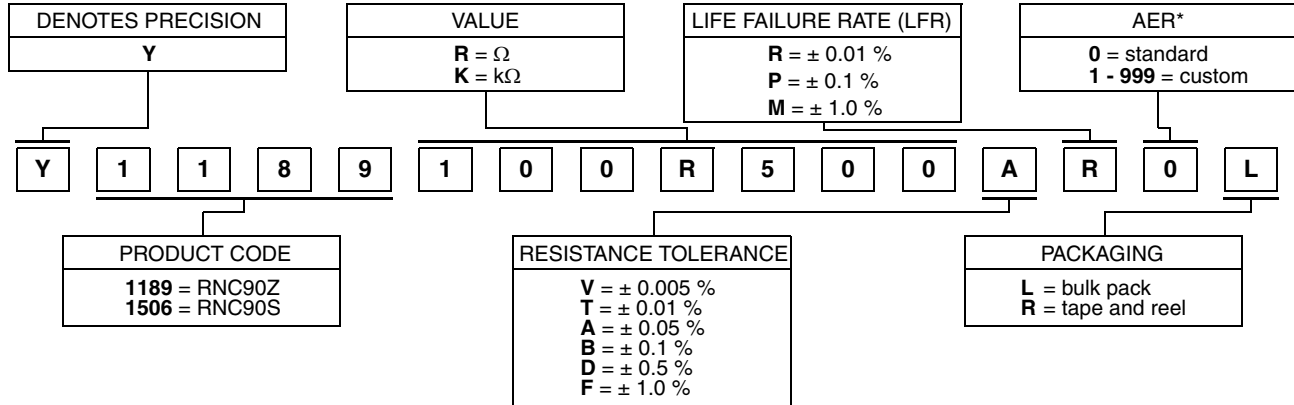 DENOTES PRECISION
Y
VALUE
R = Ω
K = kΩ
LIFE FAILURE RATE (LFR)
R = ± 0.01 %
P = ± 0.1 %
M = ± 1.0 %
AER*
0 = standard
1 - 999 = custom
Y 1 1 8 9 1 0 0 R 5 0 0 A R 0 L
PRODUCT CODE
1189 = RNC90Z
1506 = RNC90S
RESISTANCE TOLERANCE
V = ± 0.005 %
T = ± 0.01 %
A = ± 0.05 %
B = ± 0.1 %
D = ± 0.5 %
F = ± 1.0 %
PACKAGING
L = bulk pack
R = tape and reel